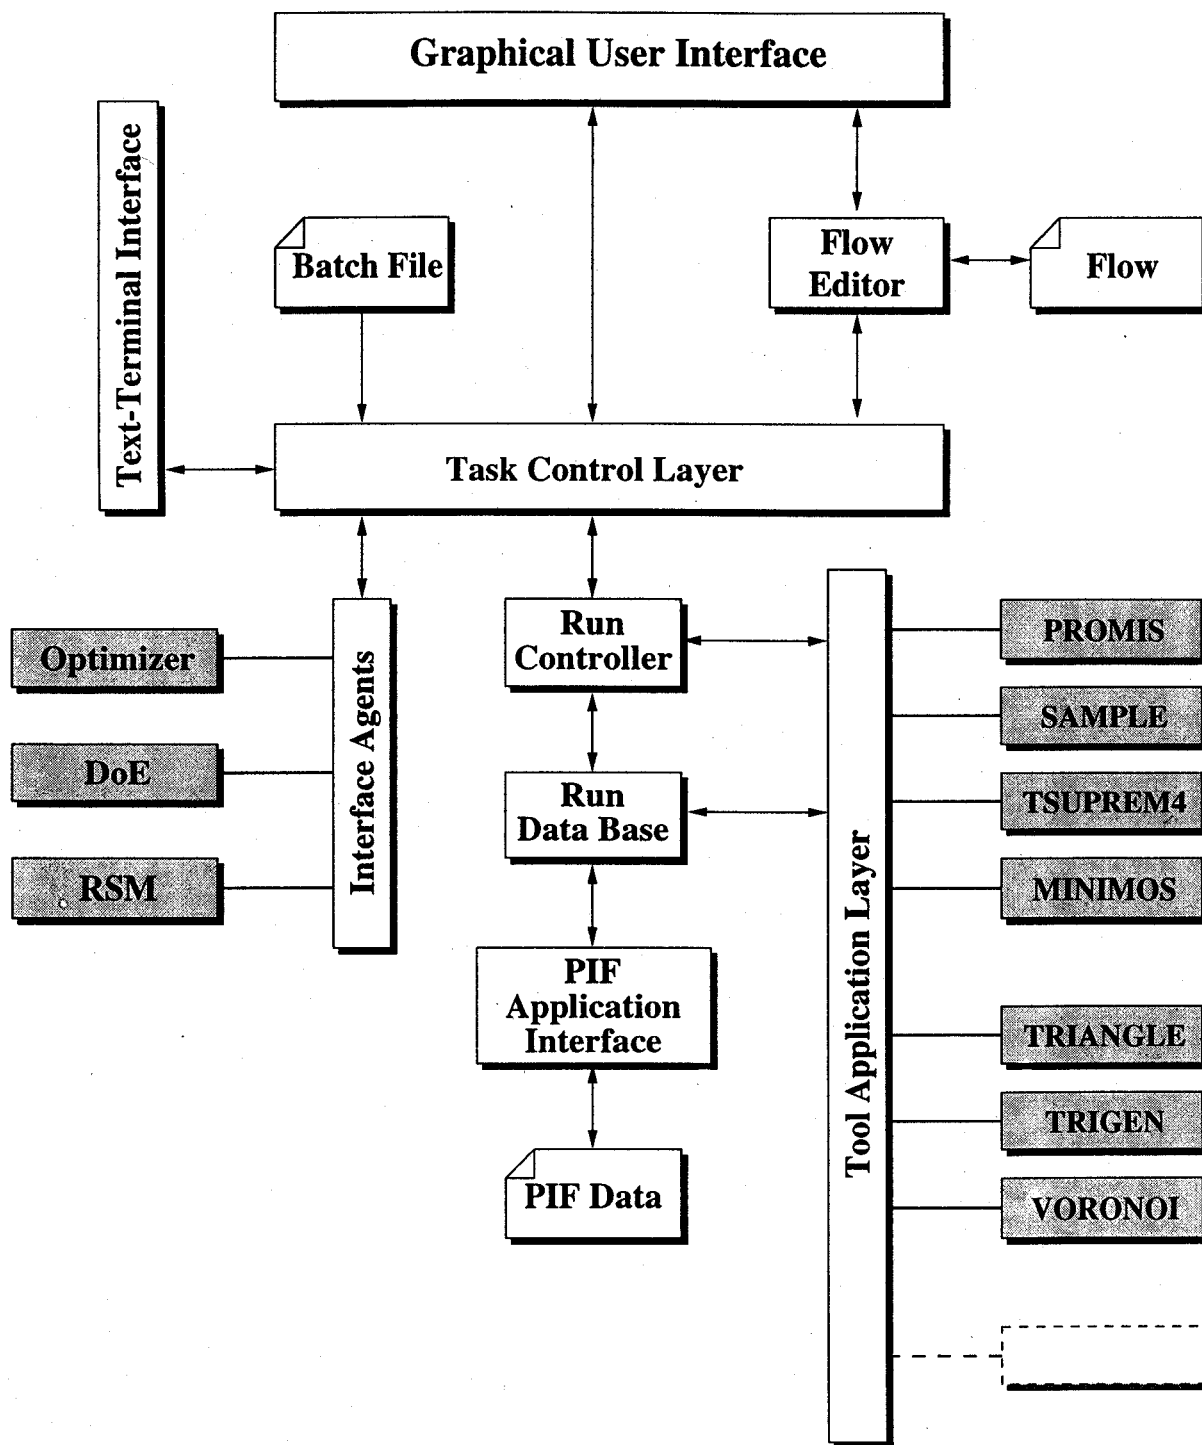 Graphical User Interface
Text-Terminal Interface
Batch File
Flow
Editor
Flow
Task Control Layer
Optimizer
DoE
RSM
Interface Agents
Run
Controller
Run
Data Base
PIF
Application
Interface
PIF Data
Tool Application Layer
PROMIS
SAMPLE
TSUPREM4
MINIMOS
TRIANGLE
TRIGEN
VORONOI